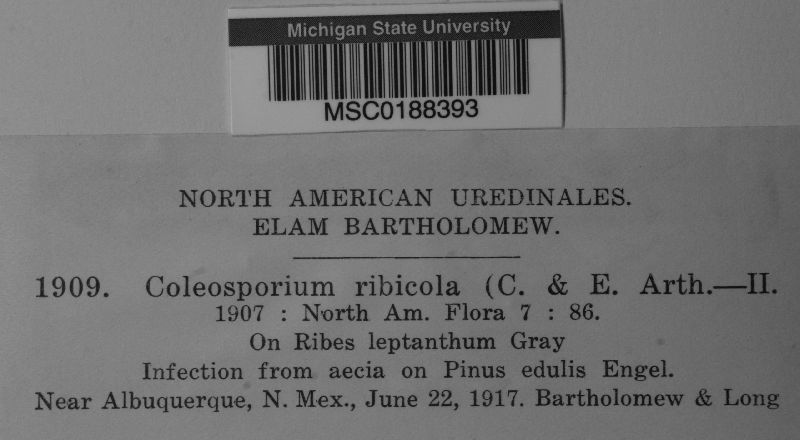 Michigan State University
MSC0188393
NORTH AMERICAN UREDINALES.
ELAM BARTHOLOMEW.
1909. Coleosporium ribicola (C. & E. Arth.—II.
1907 : North Am. Flora 7 : 86.
On Ribes leptanthum Gray
Infection from aecia on Pinus edulis Engel.
Near Albuquerque, N. Mex., June 22, 1917. Bartholomew & Long